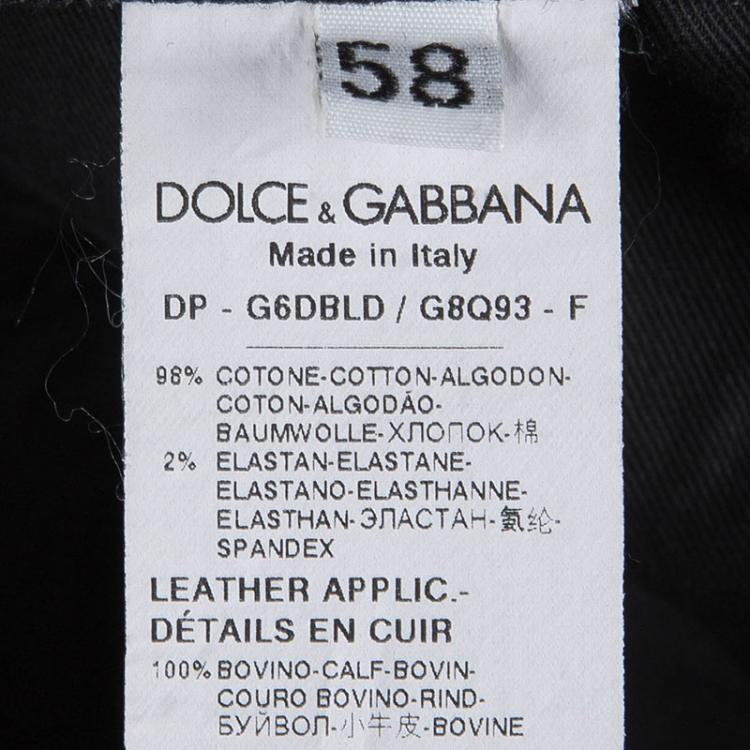 58
DOLCE & GABBANA
Made in Italy
DP - G6DBLD / G8Q93 - F
98% COTONE-COTTON-ALGODON-
COTON-ALGODÃO-
BAUMWOLLE-ХЛОПОК-棉
2% ELASTAN-ELASTANE-
ELASTANO-ELASTHANNE-
ELASTHAN-ЭЛАСТАН-氨纶-
SPANDEX
LEATHER APPLIC.-
DÉTAILS EN CUIR
100% BOVINO-CALF-BOVIN-
COURO BOVINO-RIND-
БУЙВОЛ-小牛皮-BOVINE